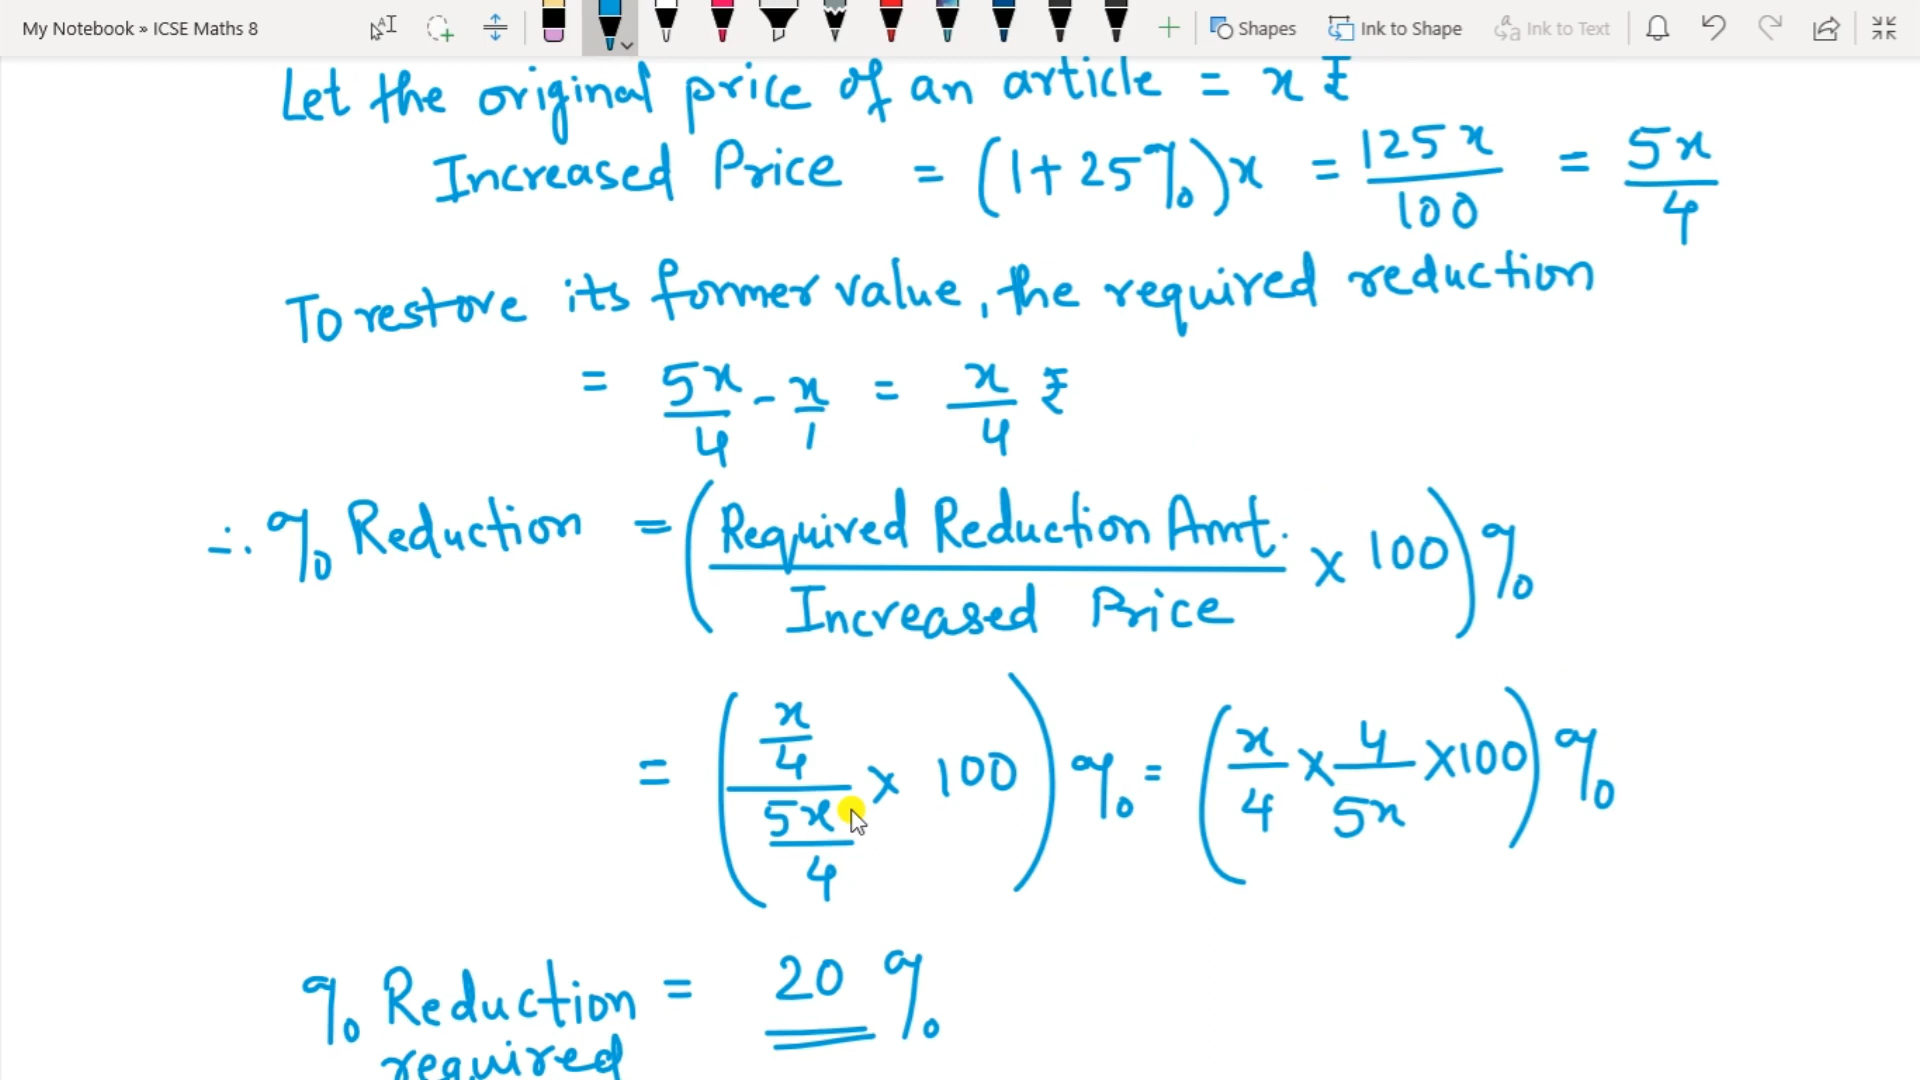 My Notebook » ICSE Maths 8
Shapes Ink to Shape Ink to Text
Let the original price of an article = x ₹
Increased Price = (1+25%)x = 125x/100 = 5x/4
To restore its former value, the required reduction
= 5x/4 - x/1 = x/4 ₹
∴ % Reduction = (Required Reduction Amt./Increased Price × 100)%
= (x/4 / 5x/4 × 100)% = (x/4 × 4/5x × 100)%
% Reduction = 20%
required